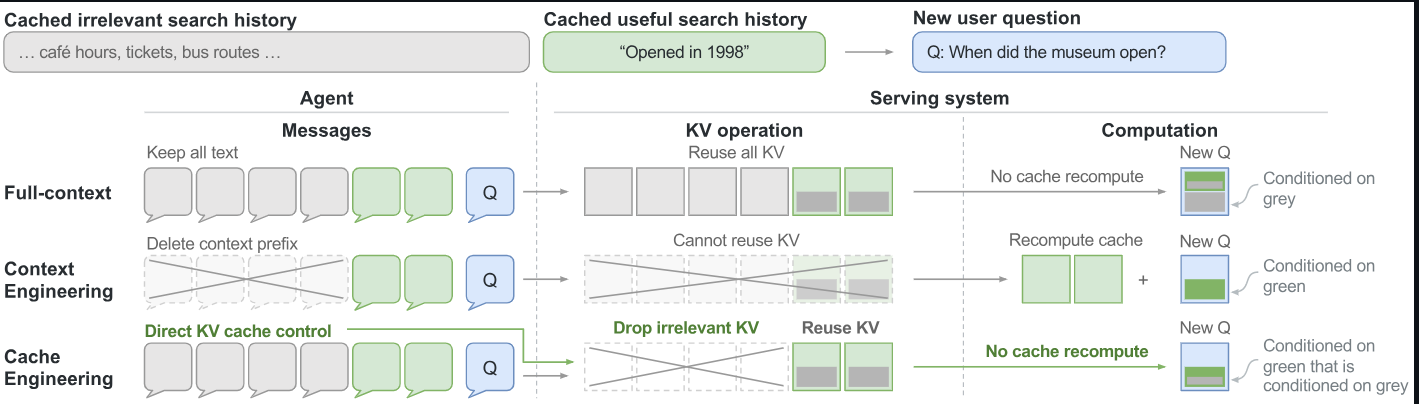 Cached irrelevant search history
Cached useful search history
New user question
… café hours, tickets, bus routes …
“Opened in 1998”
Q: When did the museum open?
Agent
Serving system
Messages
KV operation
Computation
Keep all text
Reuse all KV
New Q
Full-context
Q
No cache recompute
Conditioned on
grey
Delete context prefix
Cannot reuse KV
Recompute cache
New Q
Context
Engineering
Q
+
Conditioned on
green
Direct KV cache control
Drop irrelevant KV
Reuse KV
New Q
Cache
Engineering
Q
No cache recompute
Conditioned on
green that is
conditioned on grey